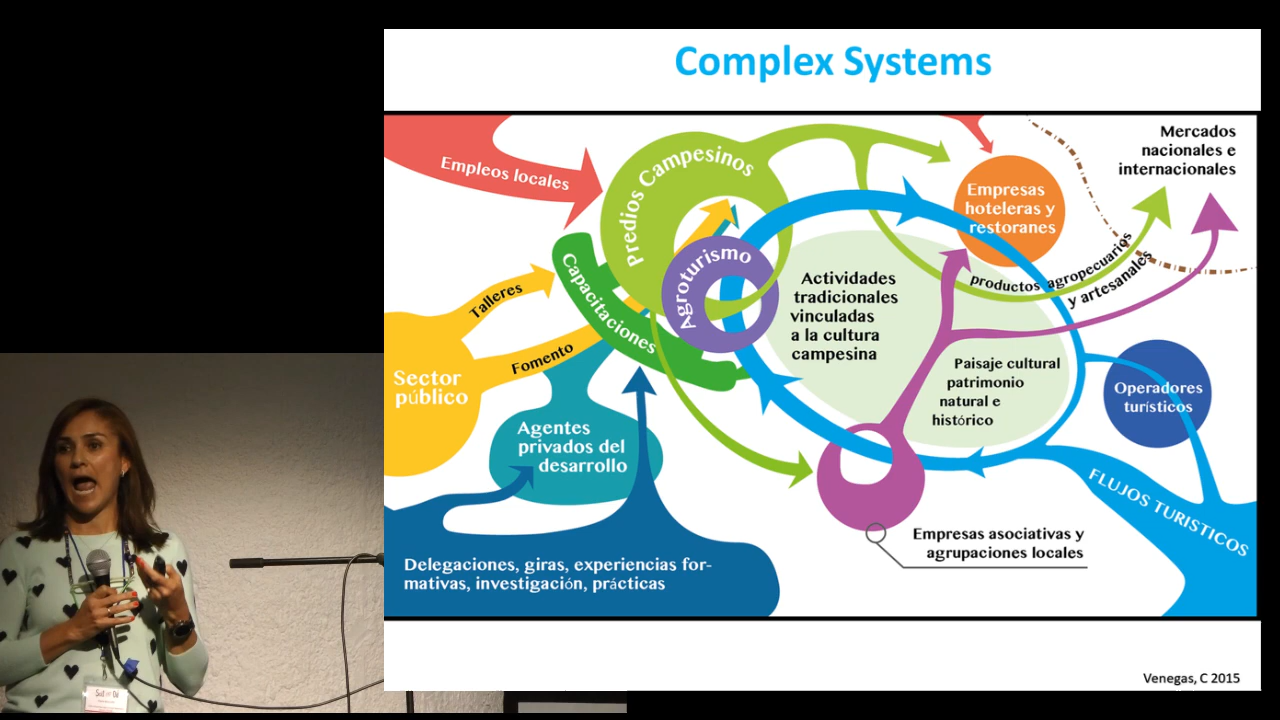 Complex Systems
Empleos locales
Predios Campesinos
Mercados
nacionales e
internacionales
Empresas
hoteleras y
restoranes
Agroturismo
Capacitaciones
Talleres
Fomento
Sector
público
Actividades
tradicionales
vinculadas
a la cultura
campesina
productos agropecuarios
y artesanales
Paisaje cultural
patrimonio
natural e
histórico
Operadores
turísticos
Agentes
privados del
desarrollo
FLUJOS TURISTICOS
Empresas asociativas y
agrupaciones locales
Delegaciones, giras, experiencias for-
mativas, investigación, prácticas
Venegas, C 2015